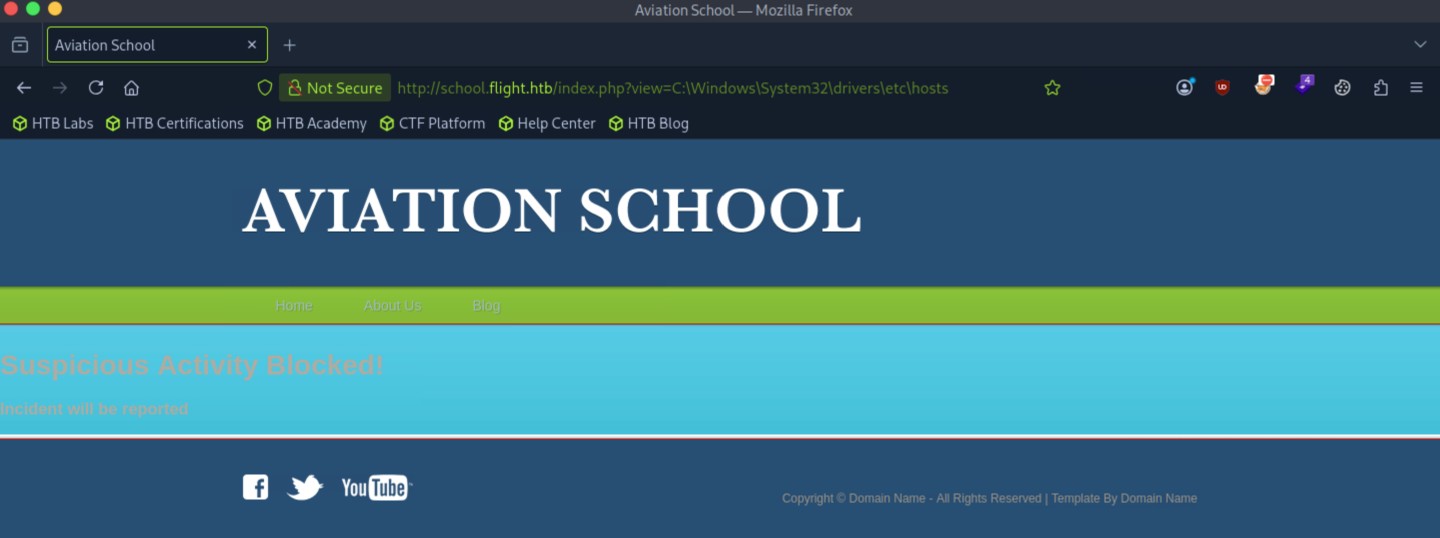 Aviation School — Mozilla Firefox
Aviation School
Not Secure http://school.flight.htb/index.php?view=C:\Windows\System32\drivers\etc\hosts
4
HTB Labs HTB Certifications HTB Academy CTF Platform Help Center HTB Blog
AVIATION SCHOOL
Home About Us Blog
Suspicious Activity Blocked!
Incident will be reported
YouTube
Copyright © Domain Name - All Rights Reserved | Template By Domain Name